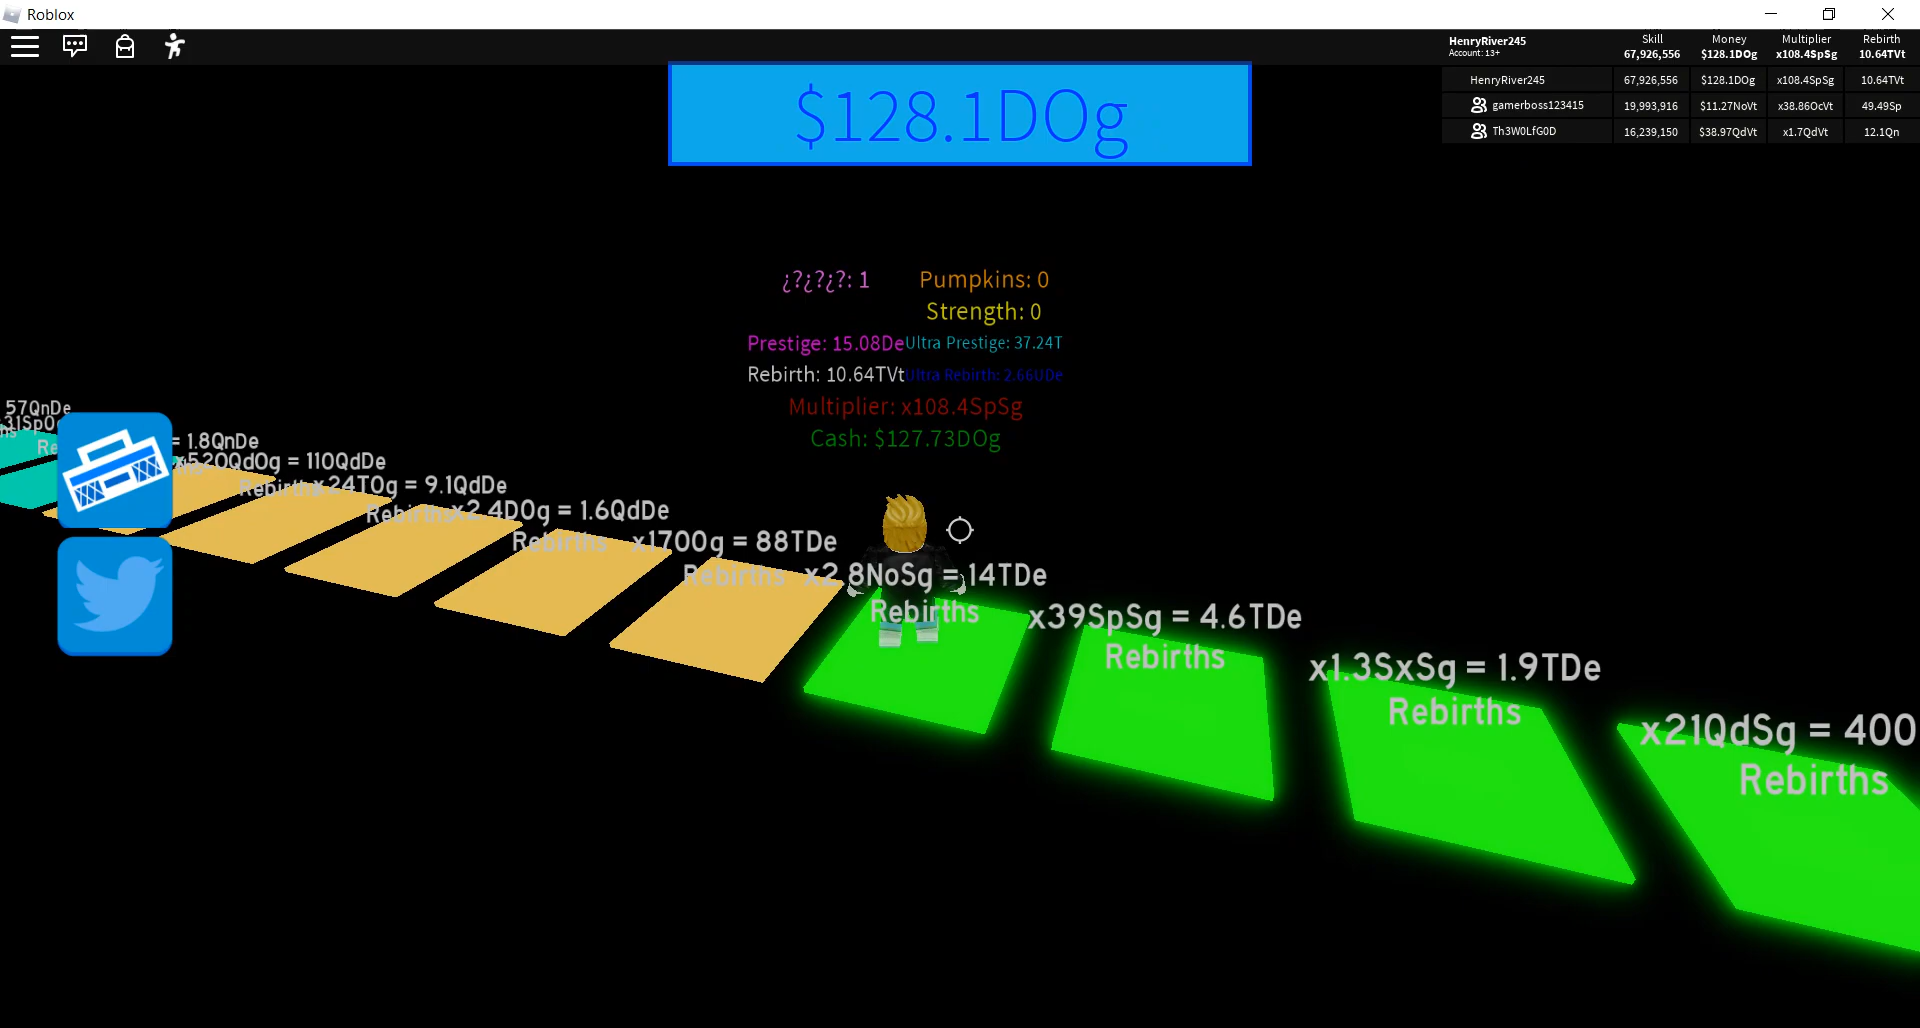 Roblox
HenryRiver245
Account: 13+
Skill Money Multiplier Rebirth
67,926,556 $128.1DOg x108.4SpSg 10.64TVt
HenryRiver245 67,926,556 $128.1DOg x108.4SpSg 10.64TVt
gamerboss123415 19,993,916 $11.27NoVt x38.86OcVt 49.49Sp
Th3W0LfG0D 16,239,150 $38.97QdVt x1.7QdVt 12.1Qn
$128.1DOg
¿?¿?¿?: 1 Pumpkins: 0
Strength: 0
Prestige: 15.08De Ultra Prestige: 37.24T
Rebirth: 10.64TVt Ultra Rebirth: 2.66UDe
Multiplier: x108.4SpSg
Cash: $127.73DOg
57QnDe
= 1.8QnDe
x520QdOg = 110QdDe
Rebirths
x24TOg = 9.1QdDe
Rebirths
x2.4DOg = 1.6QdDe
Rebirths
x170Og = 88TDe
Rebirths
x2.8NoSg = 14TDe
Rebirths
x39SpSg = 4.6TDe
Rebirths
x1.3SxSg = 1.9TDe
Rebirths
x21QdSg = 400
Rebirths